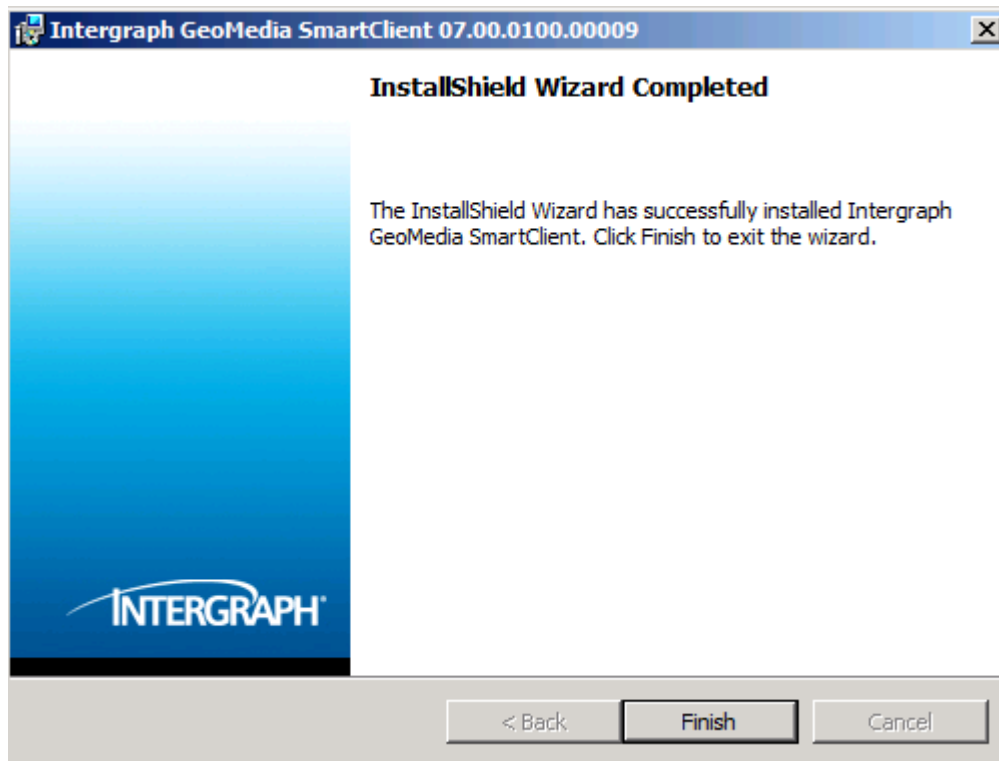 Intergraph GeoMedia SmartClient 07.00.0100.00009
InstallShield Wizard Completed
The InstallShield Wizard has successfully installed Intergraph
GeoMedia SmartClient. Click Finish to exit the wizard.
INTERGRAPH
< Back
Finish
Cancel